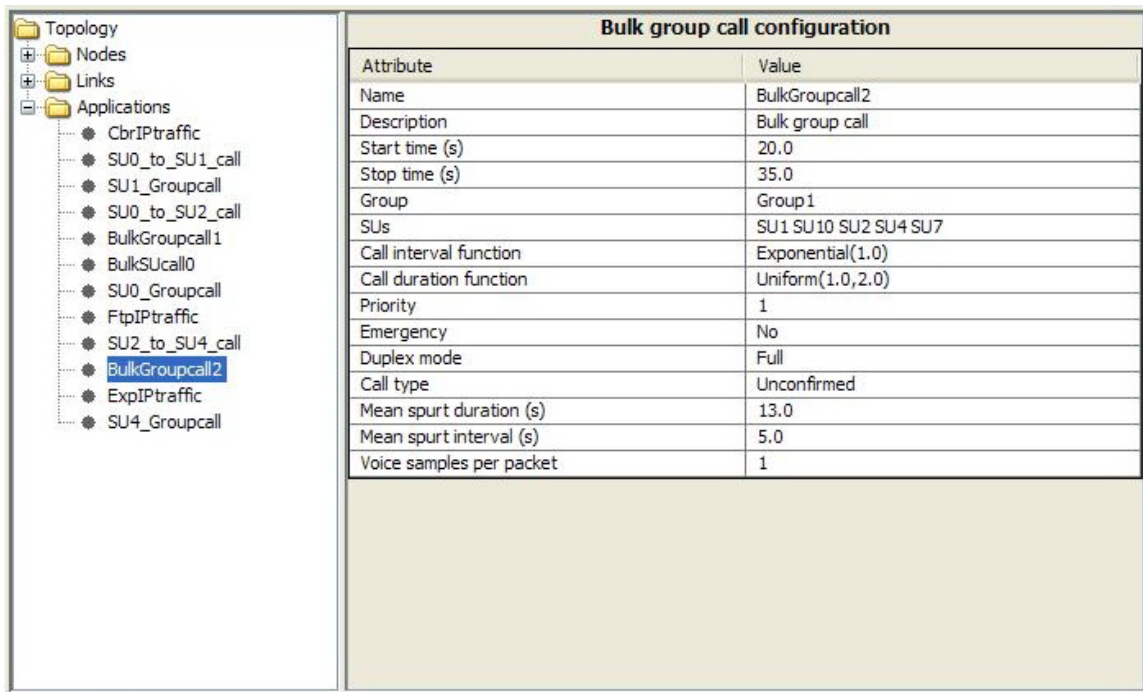 Topology
Nodes
Links
Applications
CbrIPtraffic
SU0_to_SU1_call
SU1_Groupcall
SU0_to_SU2_call
BulkGroupcall1
BulkSUcall0
SU0_Groupcall
FtpIPtraffic
SU2_to_SU4_call
BulkGroupcall2
ExpIPtraffic
SU4_Groupcall
Bulk group call configuration
Attribute Value
Name BulkGroupcall2
Description Bulk group call
Start time (s) 20.0
Stop time (s) 35.0
Group Group1
SUs SU1 SU10 SU2 SU4 SU7
Call interval function Exponential(1.0)
Call duration function Uniform(1.0,2.0)
Priority 1
Emergency No
Duplex mode Full
Call type Unconfirmed
Mean spurt duration (s) 13.0
Mean spurt interval (s) 5.0
Voice samples per packet 1